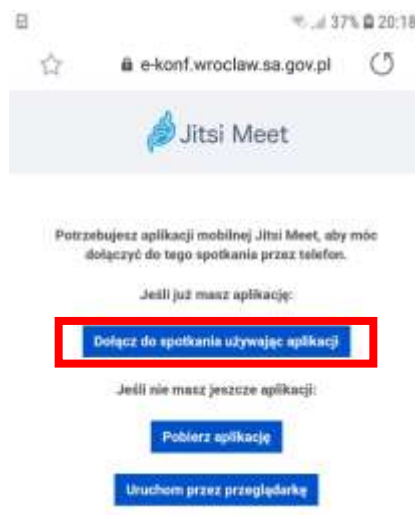 37% 20:18
e-konf.wroclaw.sa.gov.pl
Jitsi Meet
Potrzebujesz aplikacji mobilnej Jitsi Meet, aby móc
dołączyć do tego spotkania przez telefon.
Jeśli już masz aplikację:
Dołącz do spotkania używając aplikacji
Jeśli nie masz jeszcze aplikacji:
Pobierz aplikację
Uruchom przez przeglądarkę